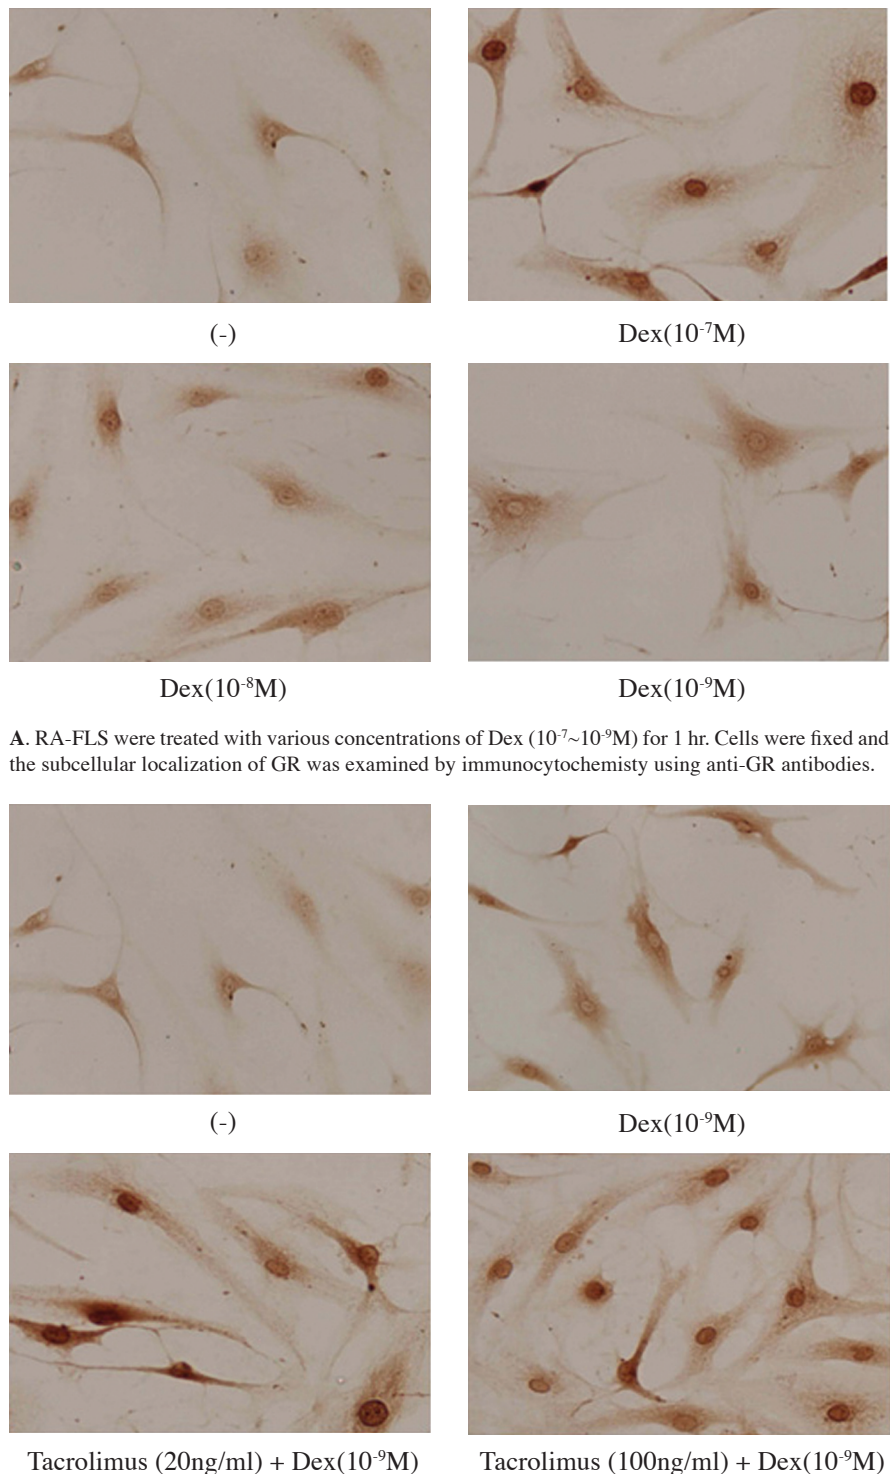 (-)
Dex(10⁻⁷M)
Dex(10⁻⁸M)
Dex(10⁻⁹M)
A. RA-FLS were treated with various concentrations of Dex (10⁻⁷~10⁻⁹M) for 1 hr. Cells were fixed and
the subcellular localization of GR was examined by immunocytochemisty using anti-GR antibodies.
(-)
Dex(10⁻⁹M)
Tacrolimus (20ng/ml) + Dex(10⁻⁹M)
Tacrolimus (100ng/ml) + Dex(10⁻⁹M)